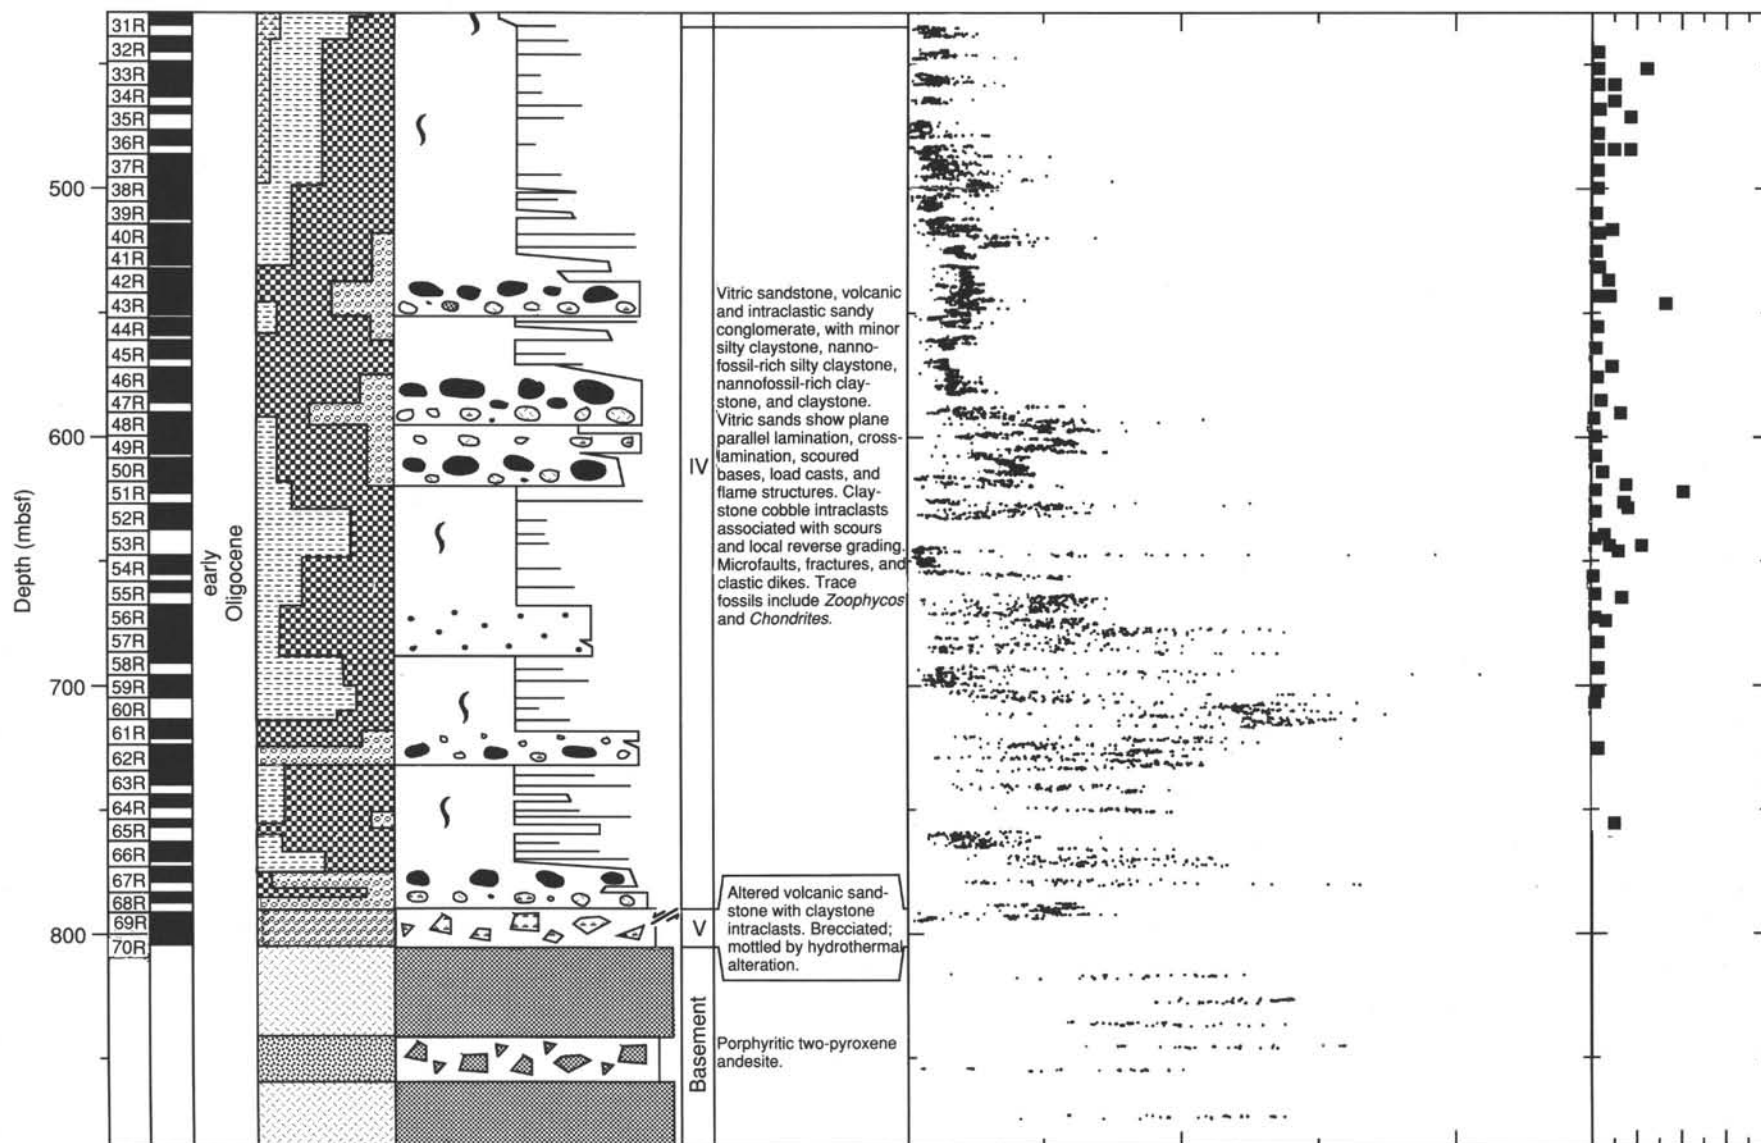 Depth (mbsf)
500
600
700
800
31R
32R
33R
34R
35R
36R
37R
38R
39R
40R
41R
42R
43R
44R
45R
46R
47R
48R
49R
50R
51R
52R
53R
54R
55R
56R
57R
58R
59R
60R
61R
62R
63R
64R
65R
66R
67R
68R
69R
70R
early
Oligocene
IV
V
Basement
Vitric sandstone, volcanic
and intraclastic sandy
conglomerate, with minor
silty claystone, nanno-
fossil-rich silty claystone,
nannofossil-rich clay-
stone, and claystone.
Vitric sands show plane
parallel lamination, cross-
lamination, scoured
bases, load casts, and
flame structures. Clay-
stone cobble intraclasts
associated with scours
and local reverse grading.
Microfaults, fractures, and
clastic dikes. Trace
fossils include Zoophycos
and Chondrites.
Altered volcanic sand-
stone with claystone
intraclasts. Brecciated;
mottled by hydrothermal
alteration.
Porphyritic two-pyroxene
andesite.